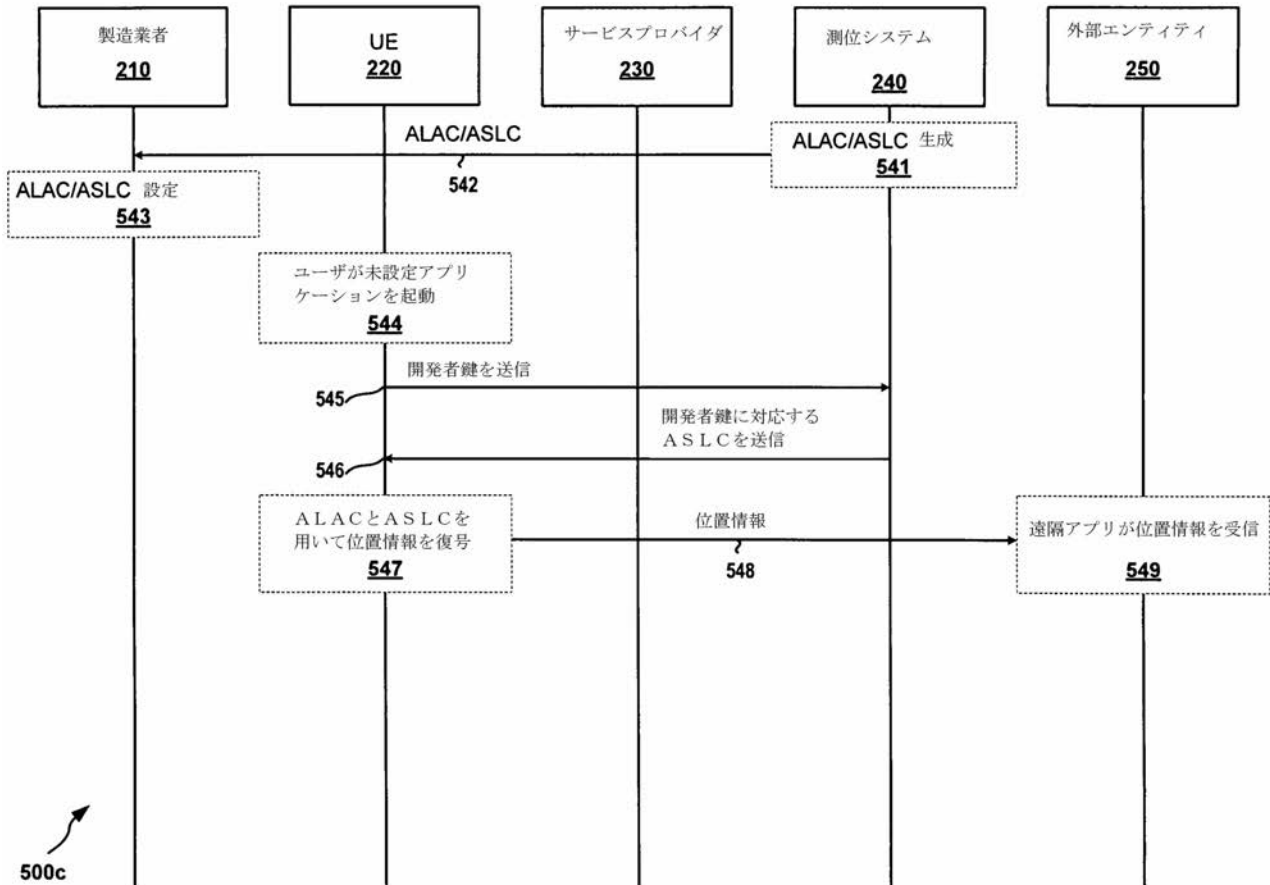 製造業者
210
UE
220
サービスプロバイダ
230
測位システム
240
外部エンティティ
250
ALAC/ASLC 生成
541
ALAC/ASLC
542
ALAC/ASLC 設定
543
ユーザが未設定アプリ
ケーションを起動
544
開発者鍵を送信
545
開発者鍵に対応する
ＡＳＬＣを送信
546
ＡＬＡＣとＡＳＬＣを
用いて位置情報を復号
547
位置情報
548
遠隔アプリが位置情報を受信
549
500c